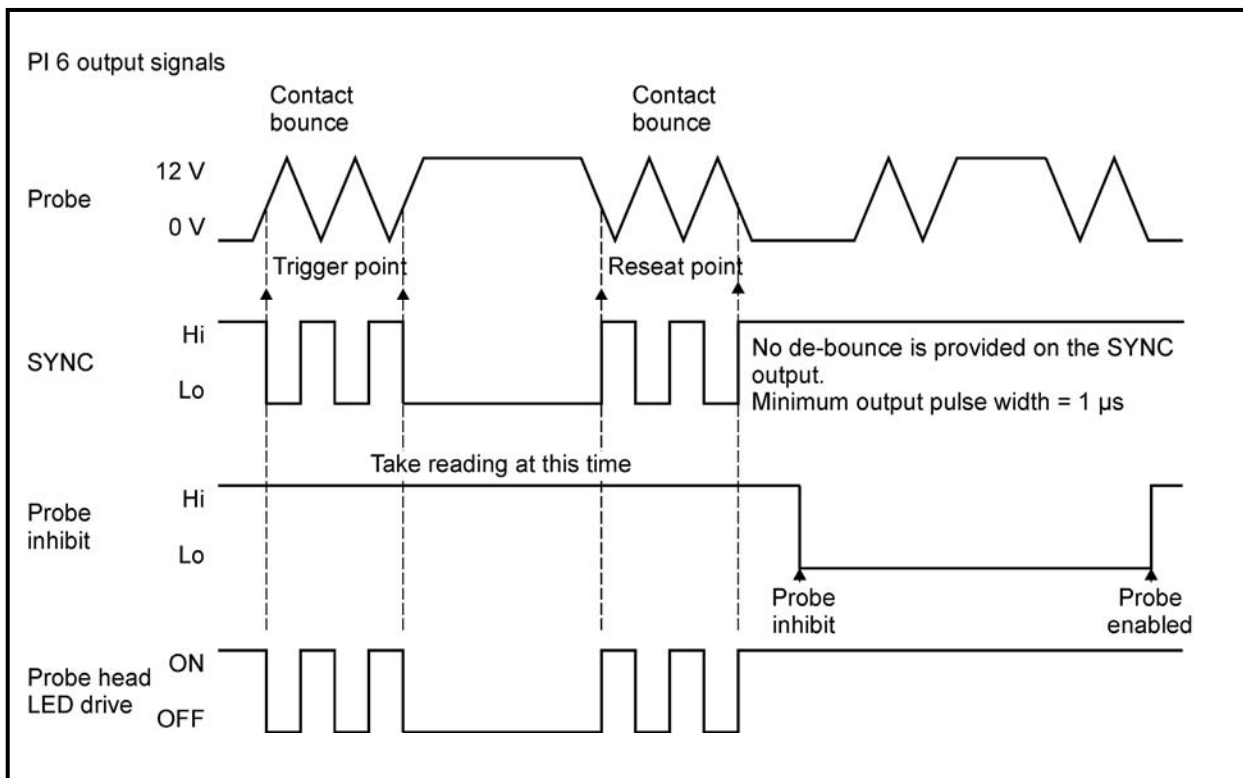 PI 6 output signals
Contact
bounce
Contact
bounce
12 V
Probe
0 V
Trigger point
Reseat point
Hi
SYNC
Lo
No de-bounce is provided on the SYNC
output.
Minimum output pulse width = 1 μs
Take reading at this time
Hi
Probe
inhibit
Lo
Probe
inhibit
Probe
enabled
ON
Probe head
LED drive
OFF